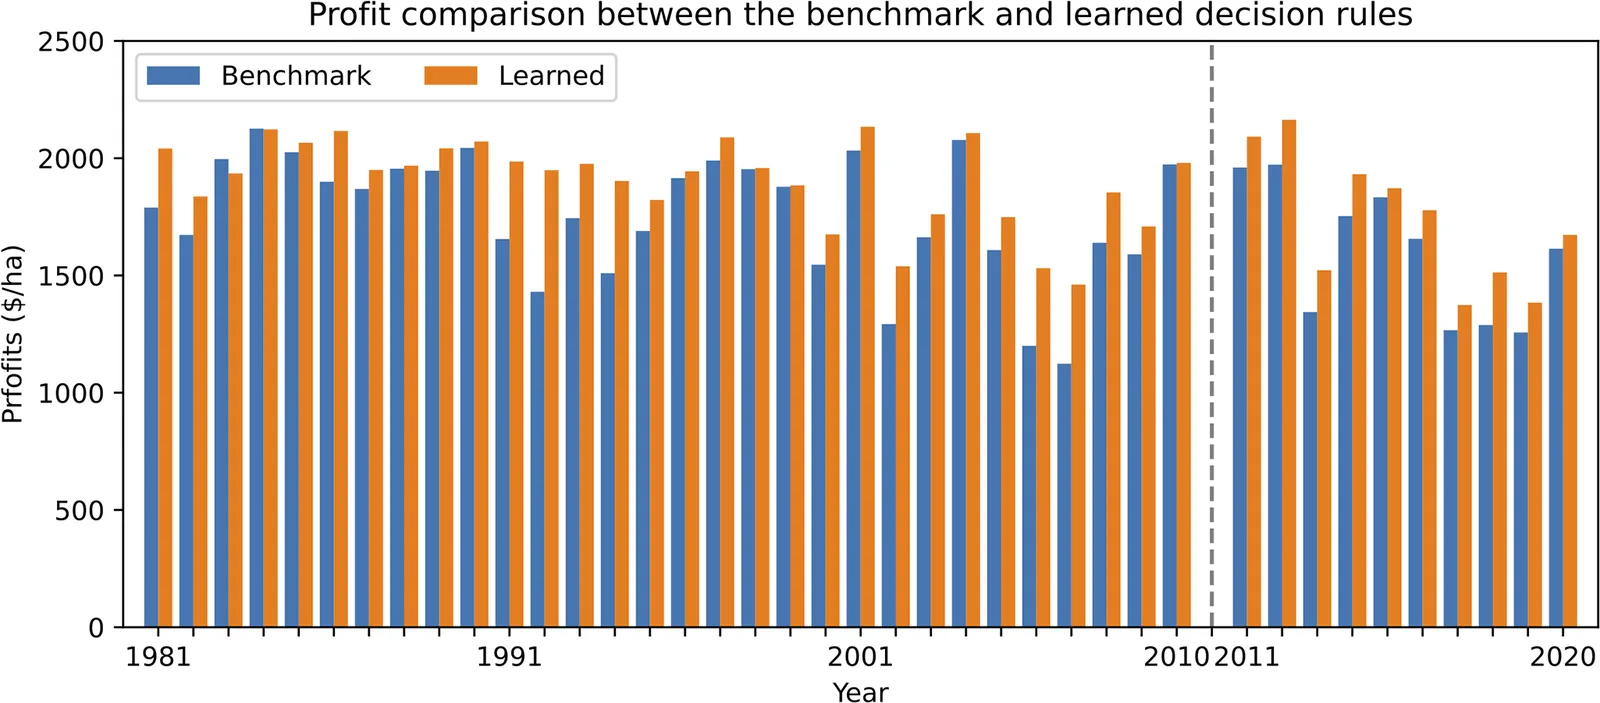 Profit comparison between the benchmark and learned decision rules
Benchmark Learned
Prfofits ($/ha)
2500
2000
1500
1000
500
0
1981 1991 2001 2010 2011 2020
Year